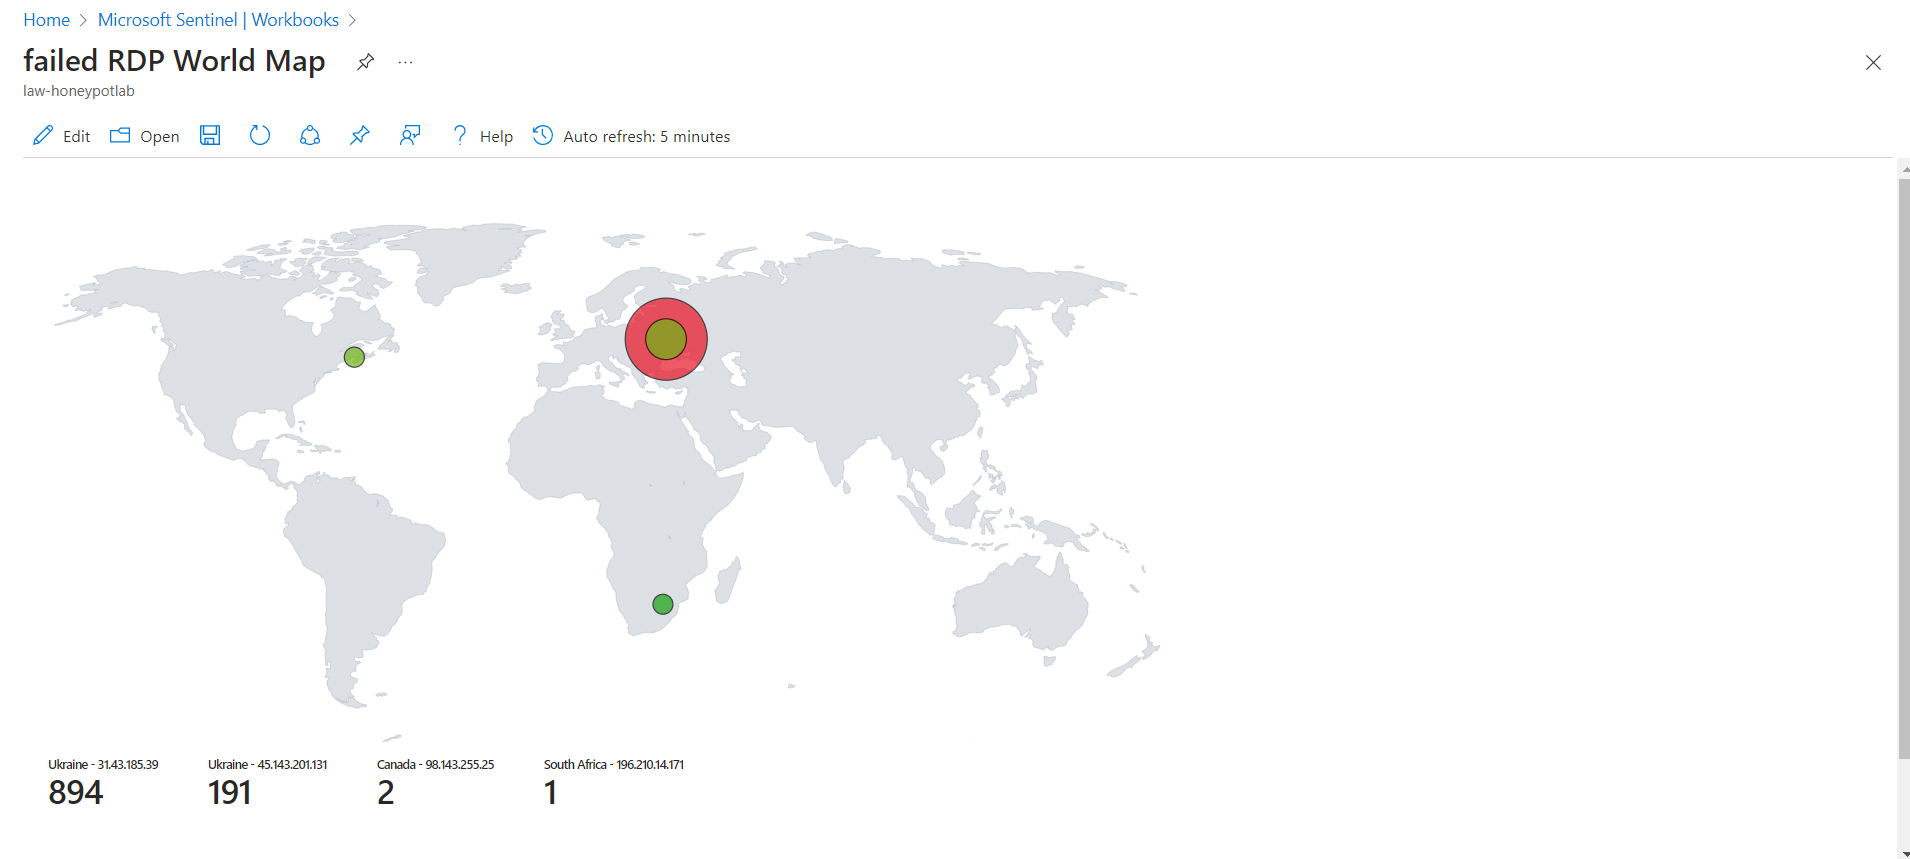 Home > Microsoft Sentinel | Workbooks >
failed RDP World Map ...
law-honeypotlab
Edit Open Help Auto refresh: 5 minutes
Ukraine - 31.43.185.39 Ukraine - 45.143.201.131 Canada - 98.143.255.25 South Africa - 196.210.14.171
894 191 2 1